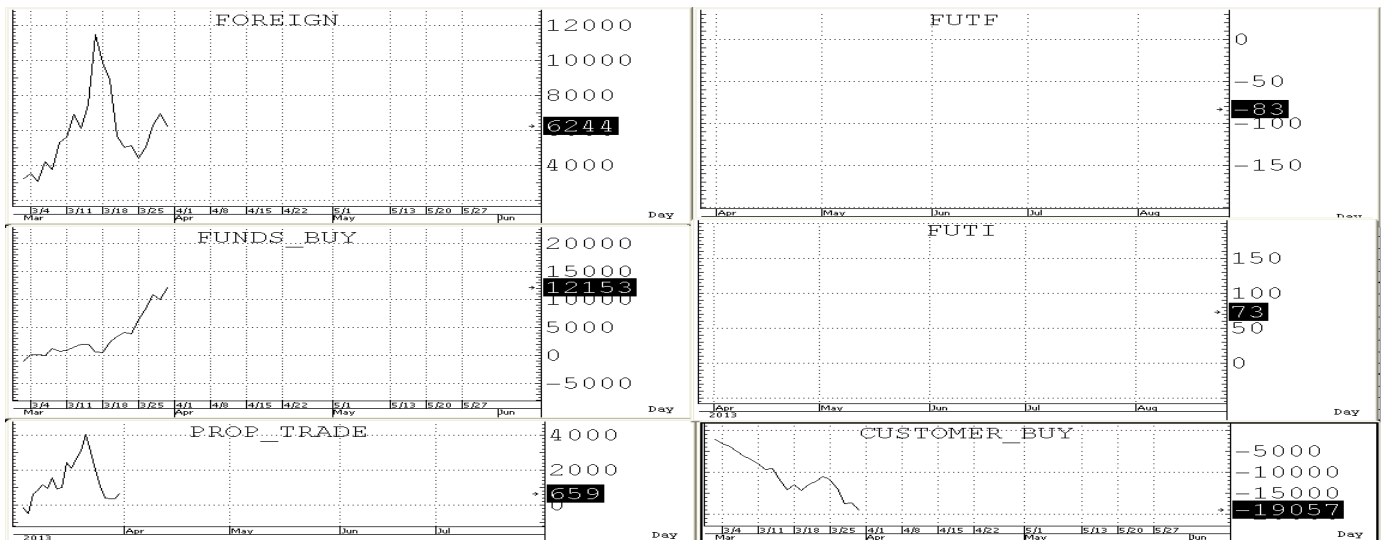 FOREIGN
12000
10000
8000
6244
4000
3/4 3/11 3/18 3/25 4/1 4/8 4/15 4/22 5/1 5/13 5/20 5/27
Mar Apr May Jun Day
FUTF
0
-50
-83
-100
-150
Apr May Jun Jul Aug Day
FUNDS_BUY
20000
15000
12153
10000
5000
0
-5000
3/4 3/11 3/18 3/25 4/1 4/8 4/15 4/22 5/1 5/13 5/20 5/27
Mar Apr May Jun Day
FUTI
150
100
73
50
0
Apr May Jun Jul Aug
2013 Day
PROP_TRADE
4000
2000
659
0
Apr May Jun Jul
2013 Day
CUSTOMER_BUY
-5000
-10000
-15000
-19057
3/4 3/11 3/18 3/25 4/1 4/8 4/15 4/22 5/1 5/13 5/20 5/27
Mar Apr May Jun Day